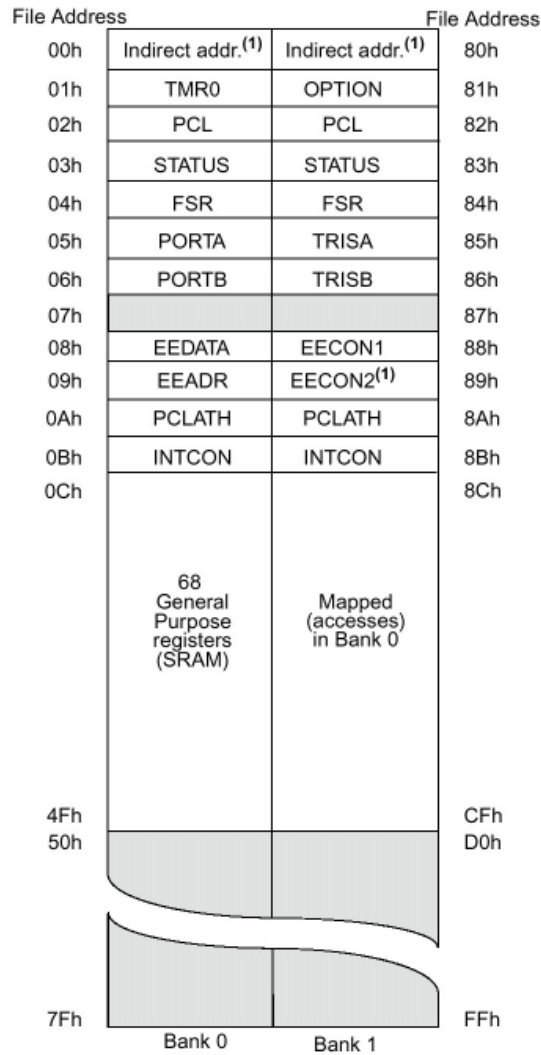 File Address File Address
00h Indirect addr.(1) Indirect addr.(1) 80h
01h TMR0 OPTION 81h
02h PCL PCL 82h
03h STATUS STATUS 83h
04h FSR FSR 84h
05h PORTA TRISA 85h
06h PORTB TRISB 86h
07h 87h
08h EEDATA EECON1 88h
09h EEADR EECON2(1) 89h
0Ah PCLATH PCLATH 8Ah
0Bh INTCON INTCON 8Bh
0Ch 8Ch
68
General
Purpose
registers
(SRAM)
Mapped
(accesses)
in Bank 0
4Fh CFh
50h D0h
7Fh FFh
Bank 0 Bank 1